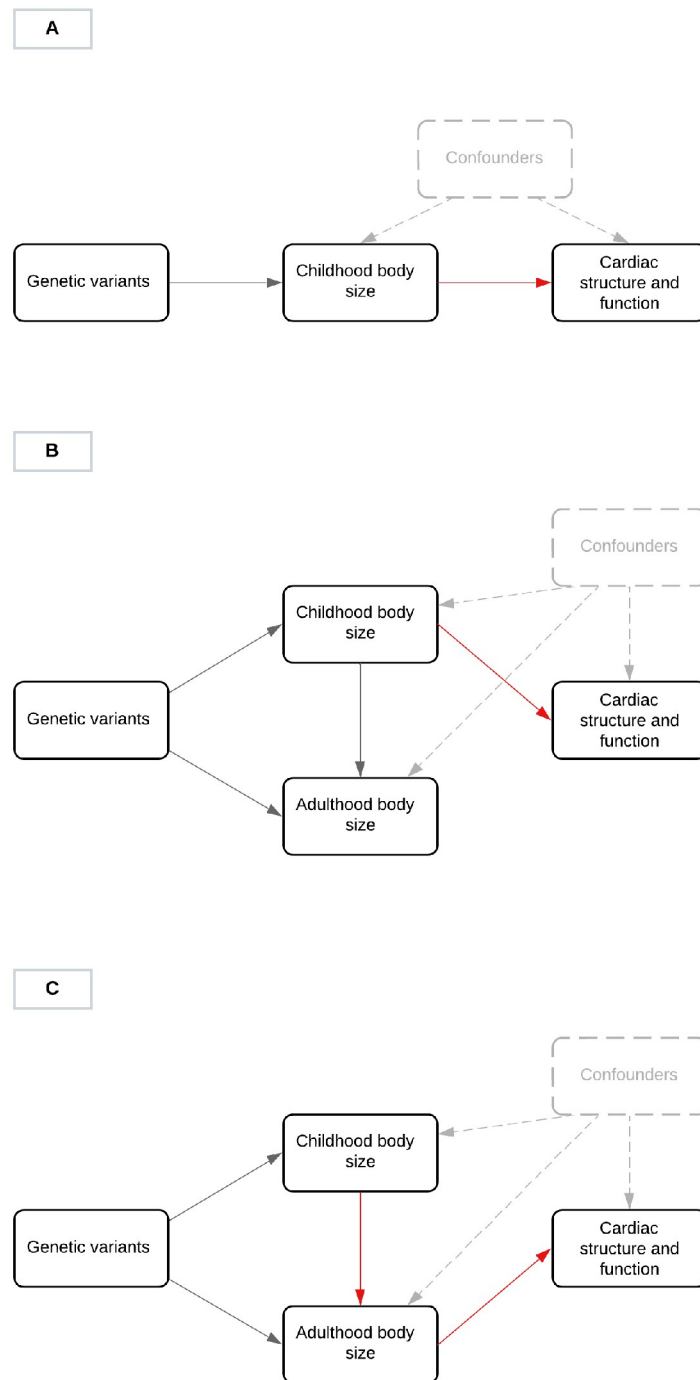 A
Confounders
Genetic variants
Childhood body
size
Cardiac
structure and
function
B
Confounders
Childhood body
size
Genetic variants
Cardiac
structure and
function
Adulthood body
size
C
Confounders
Childhood body
size
Genetic variants
Cardiac
structure and
function
Adulthood body
size